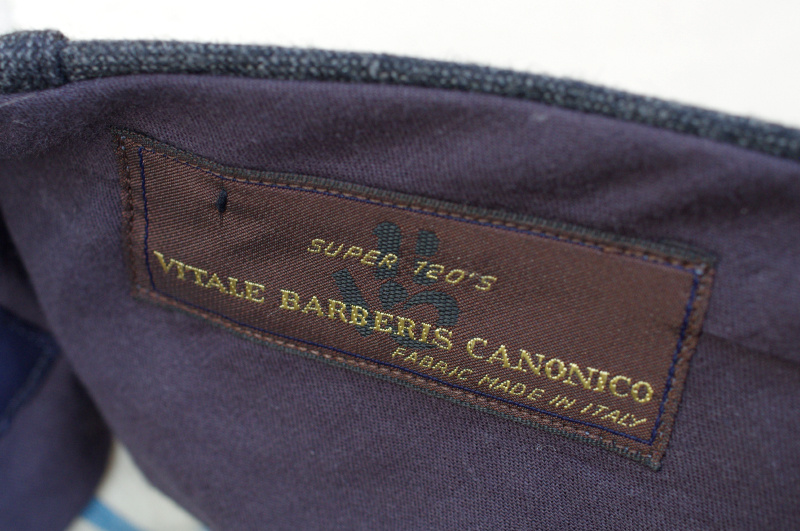 SUPER 120'S
VITALE BARBERIS CANONICO
FABRIC MADE IN ITALY